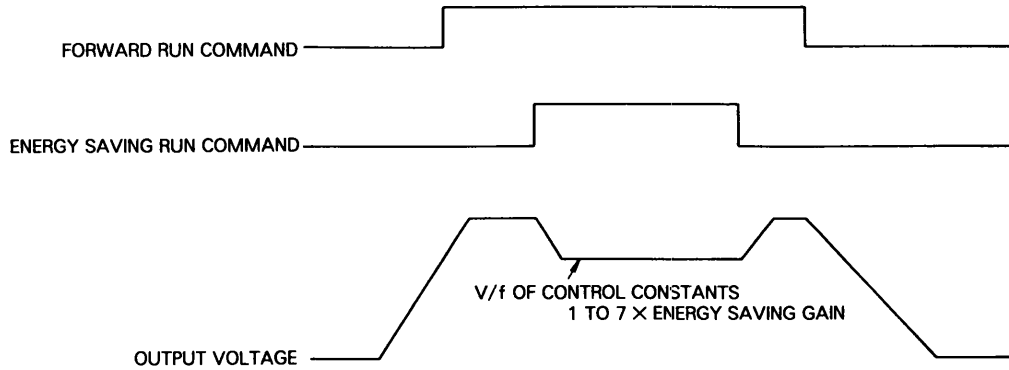 FORWARD RUN COMMAND
ENERGY SAVING RUN COMMAND
V/f OF CONTROL CONSTANTS
1 TO 7 × ENERGY SAVING GAIN
OUTPUT VOLTAGE